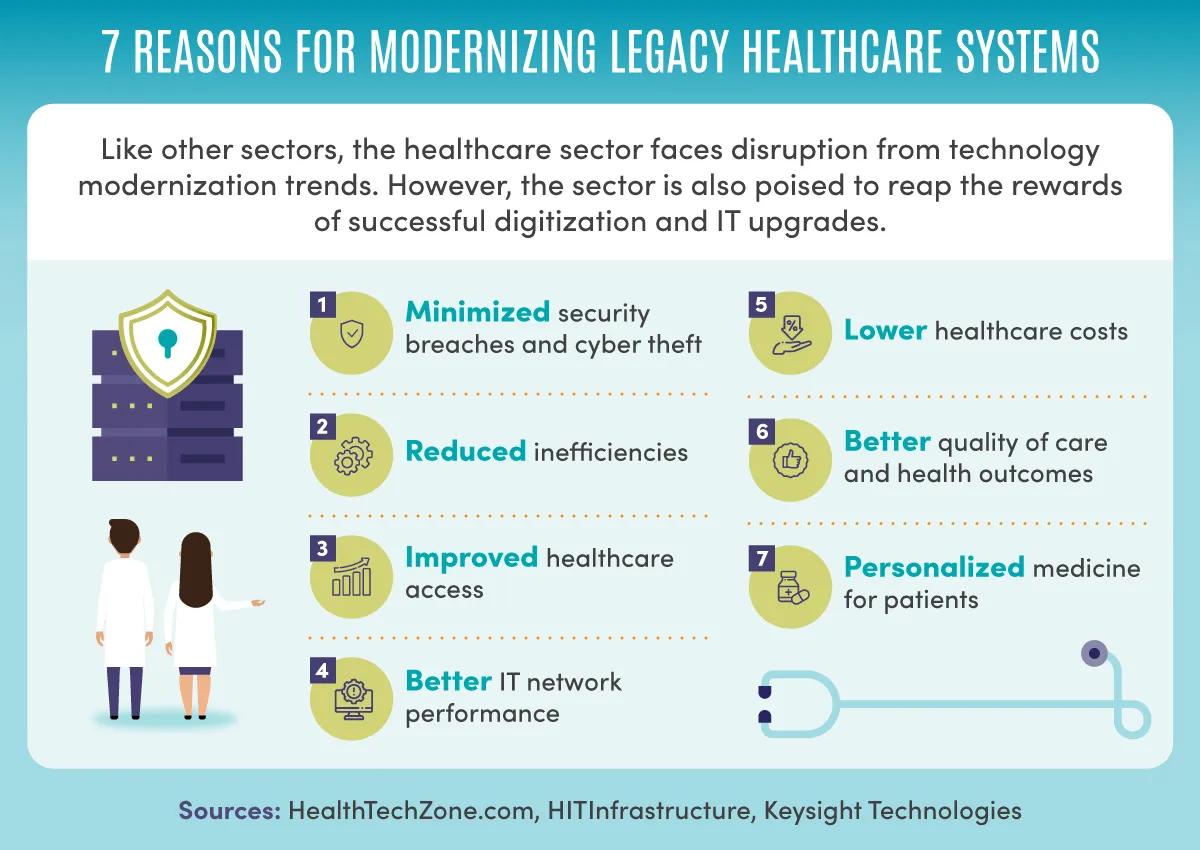 7 REASONS FOR MODERNIZING LEGACY HEALTHCARE SYSTEMS
Like other sectors, the healthcare sector faces disruption from technology
modernization trends. However, the sector is also poised to reap the rewards
of successful digitization and IT upgrades.
1
Minimized security
breaches and cyber theft
2
Reduced inefficiencies
3
Improved healthcare
access
4
Better IT network
performance
5
%
Lower healthcare costs
6
Better quality of care
and health outcomes
7
Personalized medicine
for patients
Sources: HealthTechZone.com, HITInfrastructure, Keysight Technologies